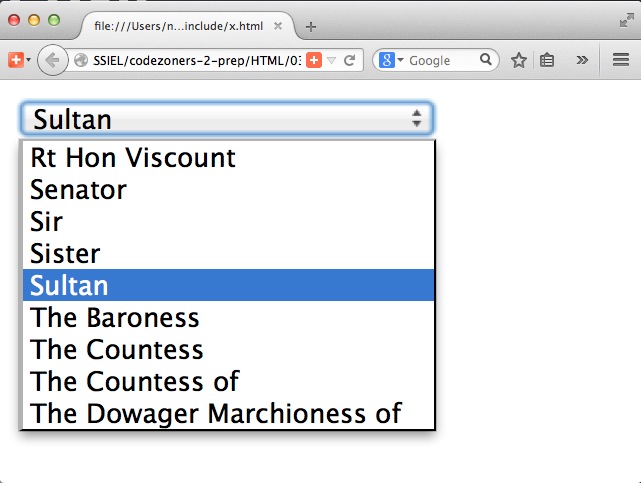 file:///Users/n...include/x.html
SSIEL/codezoners-2-prep/HTML/03
Google
Sultan
Rt Hon Viscount
Senator
Sir
Sister
Sultan
The Baroness
The Countess
The Countess of
The Dowager Marchioness of